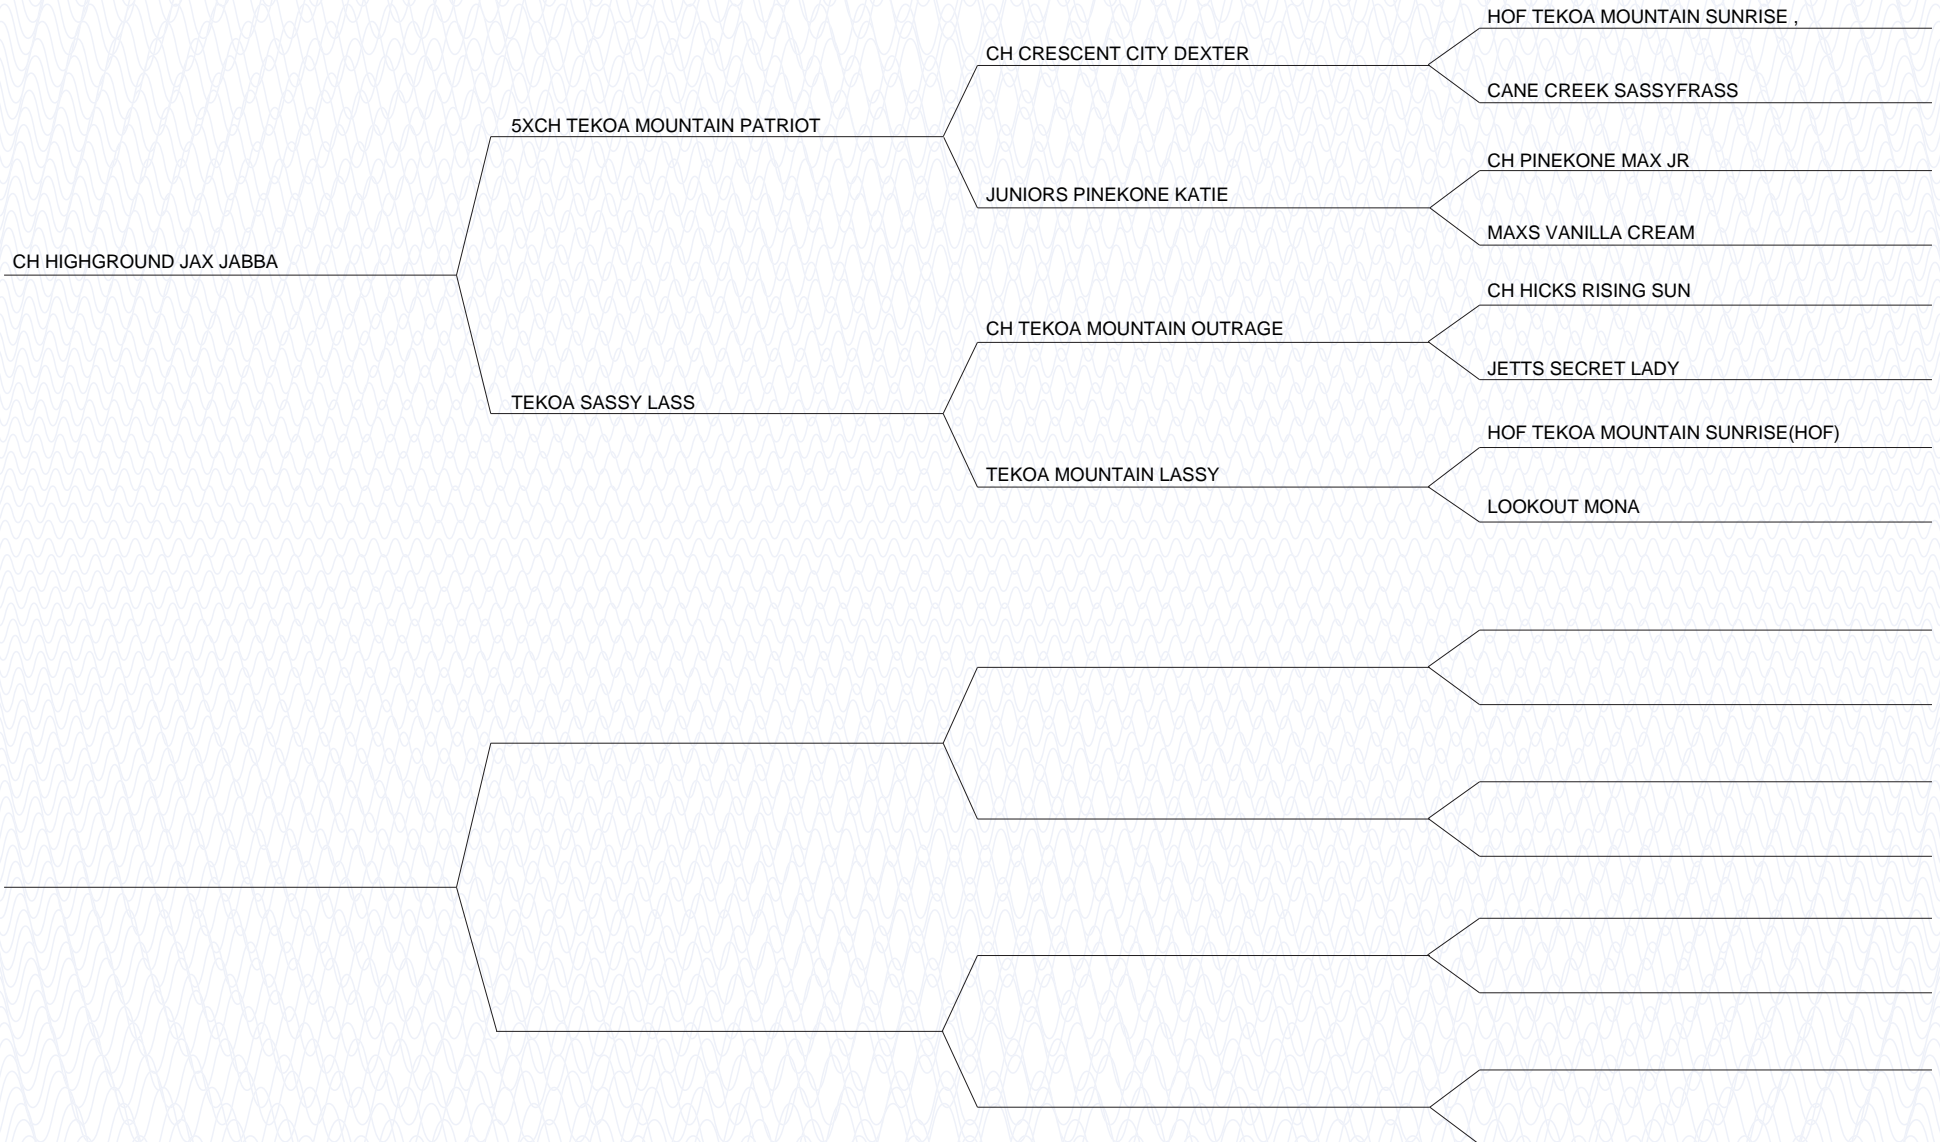 HOF TEKOA MOUNTAIN SUNRISE ,
CH CRESCENT CITY DEXTER
CANE CREEK SASSYFRASS
5XCH TEKOA MOUNTAIN PATRIOT
CH PINEKONE MAX JR
JUNIORS PINEKONE KATIE
MAXS VANILLA CREAM
CH HIGHGROUND JAX JABBA
CH HICKS RISING SUN
CH TEKOA MOUNTAIN OUTRAGE
JETTS SECRET LADY
TEKOA SASSY LASS
HOF TEKOA MOUNTAIN SUNRISE(HOF)
TEKOA MOUNTAIN LASSY
LOOKOUT MONA